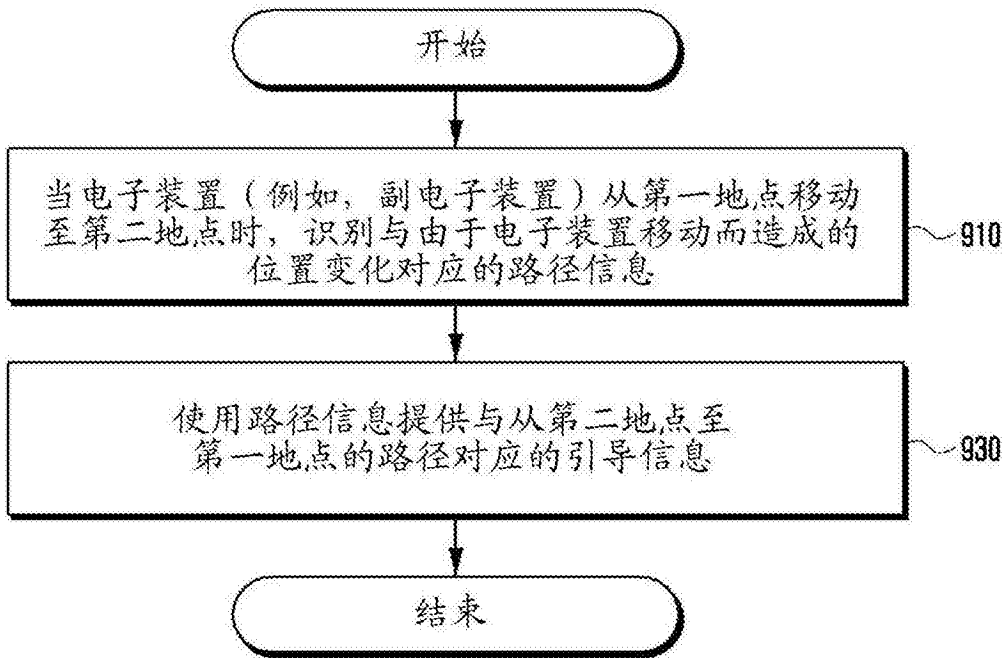 开始
当电子装置（例如，副电子装置）从第一地点移动
至第二地点时，识别与由于电子装置移动而造成的
位置变化对应的路径信息
910
使用路径信息提供与从第二地点至
第一地点的路径对应的引导信息
930
结束